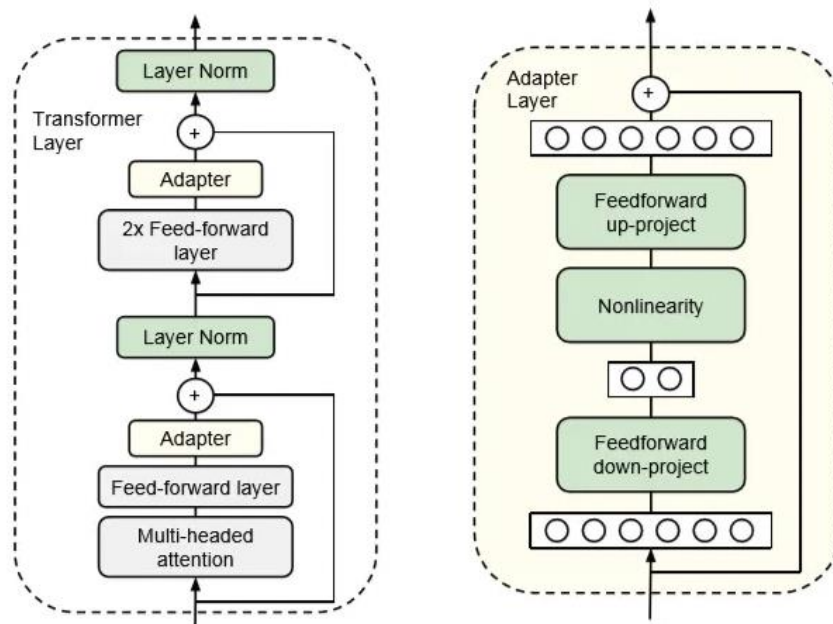 Layer Norm
Transformer
Layer
+
Adapter
2x Feed-forward
layer
Layer Norm
+
Adapter
Feed-forward layer
Multi-headed
attention
Adapter
Layer
+
Feedforward
up-project
Nonlinearity
Feedforward
down-project